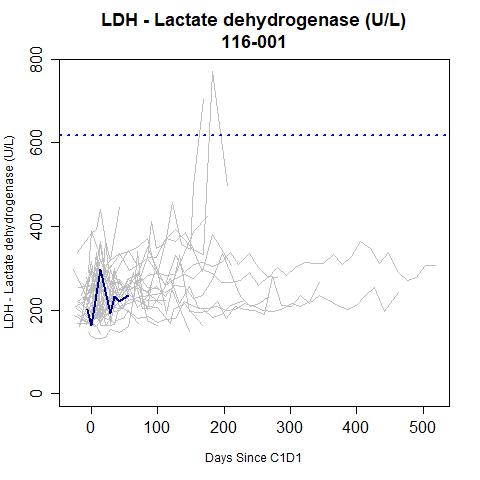 LDH - Lactate dehydrogenase (U/L)
116-001
LDH - Lactate dehydrogenase (U/L)
800
600
400
200
0
0 100 200 300 400 500
Days Since C1D1